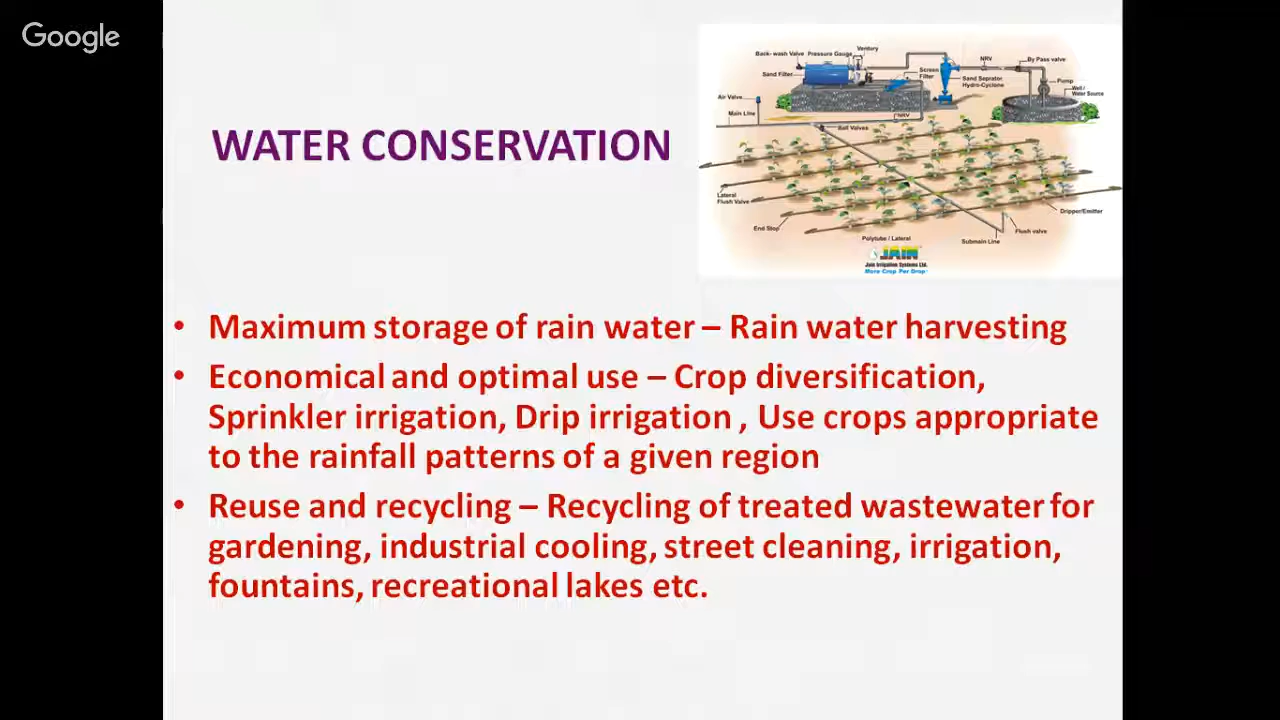 Google
WATER CONSERVATION
Back- wash Valve
Pressure Gauge
Ventury
Sand Filter
Screen
Filter
NRV
By Pass valve
Sand Seprator
Hydro-Cyclone
Pump
Well /
Water Source
Air Valve
Main Line
NRV
Ball Valves
Lateral
Flush Valve
End Stop
Polytube / Lateral
Submain Line
Flush valve
Dripper/Emitter
JAIN
Jain Irrigation Systems Ltd.
More Crop Per Drop
• Maximum storage of rain water – Rain water harvesting
• Economical and optimal use – Crop diversification,
Sprinkler irrigation, Drip irrigation , Use crops appropriate
to the rainfall patterns of a given region
• Reuse and recycling – Recycling of treated wastewater for
gardening, industrial cooling, street cleaning, irrigation,
fountains, recreational lakes etc.